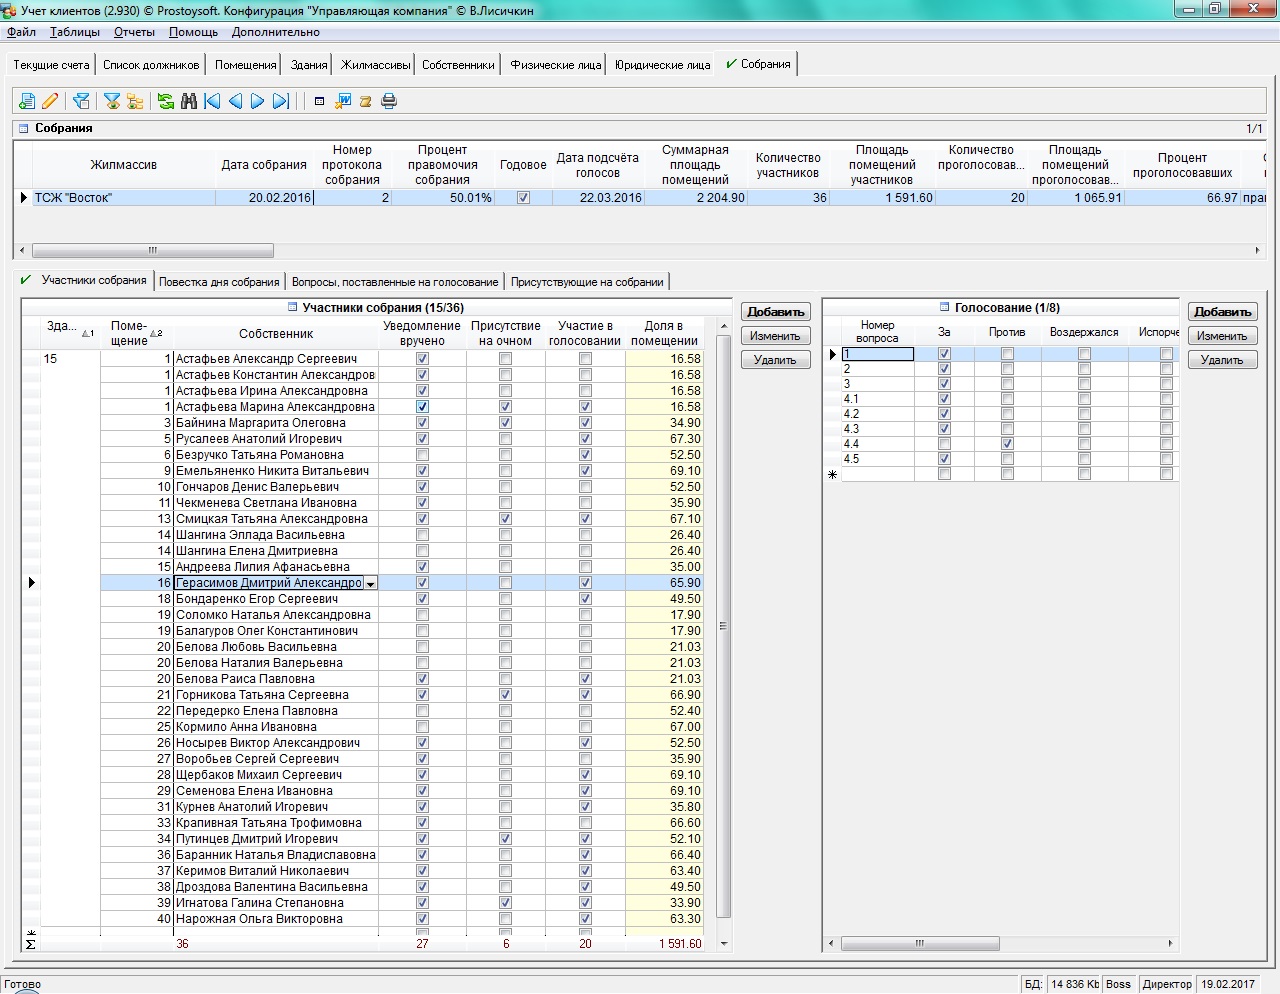 Учет клиентов (2.930) © Prostoysoft. Конфигурация "Управляющая компания" © В.Лисичкин
Файл Таблицы Отчеты Помощь Дополнительно
Текущие счета Список должников Помещения Здания Жилмассивы Собственники Физические лица Юридические лица Собрания
Собрания 1/1
Жилмассив Дата собрания Номер протокола собрания Процент правомочия собрания Годовое Дата подсчёта голосов Суммарная площадь помещений Количество участников Площадь помещений участников Количество проголосовав... Площадь помещений проголосовав... Процент проголосовавших
ТСЖ "Восток" 20.02.2016 2 50.01% 22.03.2016 2 204.90 36 1 591.60 20 1 065.91 66.97
Участники собрания Повестка дня собрания Вопросы, поставленные на голосование Присутствующие на собрании
Участники собрания (15/36)
Зда... 1 Поме-щение 2 Собственник Уведомление вручено Присутствие на очном Участие в голосовании Доля в помещении
15 1 Астафьев Александр Сергеевич 16.58
1 Астафьев Константин Александров 16.58
1 Астафьева Ирина Александровна 16.58
1 Астафьева Марина Александровна 16.58
3 Байнина Маргарита Олеговна 34.90
5 Русалеев Анатолий Игоревич 67.30
6 Безручко Татьяна Романовна 52.50
9 Емельяненко Никита Витальевич 69.10
10 Гончаров Денис Валерьевич 52.50
11 Чекменева Светлана Ивановна 35.90
13 Смицкая Татьяна Александровна 67.10
14 Шангина Эллада Васильевна 26.40
14 Шангина Елена Дмитриевна 26.40
15 Андреева Лилия Афанасьевна 35.00
16 Герасимов Дмитрий Александро 65.90
18 Бондаренко Егор Сергеевич 49.50
19 Соломко Наталья Александровна 17.90
19 Балагуров Олег Константинович 17.90
20 Белова Любовь Васильевна 21.03
20 Белова Наталия Валерьевна 21.03
20 Белова Раиса Павловна 21.03
21 Горникова Татьяна Сергеевна 66.90
22 Передерко Елена Павловна 52.40
25 Кормило Анна Ивановна 67.00
26 Носырев Виктор Александрович 52.50
27 Воробьев Сергей Сергеевич 35.90
28 Щербаков Михаил Сергеевич 69.10
29 Семенова Елена Ивановна 69.10
31 Курнев Анатолий Игоревич 35.80
33 Крапивная Татьяна Трофимовна 66.60
34 Путинцев Дмитрий Игоревич 52.10
36 Баранник Наталья Владиславовна 66.40
37 Керимов Виталий Николаевич 63.40
38 Дроздова Валентина Васильевна 49.50
39 Игнатова Галина Степановна 33.90
40 Нарожная Ольга Викторовна 63.30
Σ 36 27 6 20 1 591.60
Добавить
Изменить
Удалить
Голосование (1/8)
Номер вопроса За Против Воздержался Испорче
1
2
3
4.1
4.2
4.3
4.4
4.5
Добавить
Изменить
Удалить
Готово БД: 14 836 Kb Boss Директор 19.02.2017